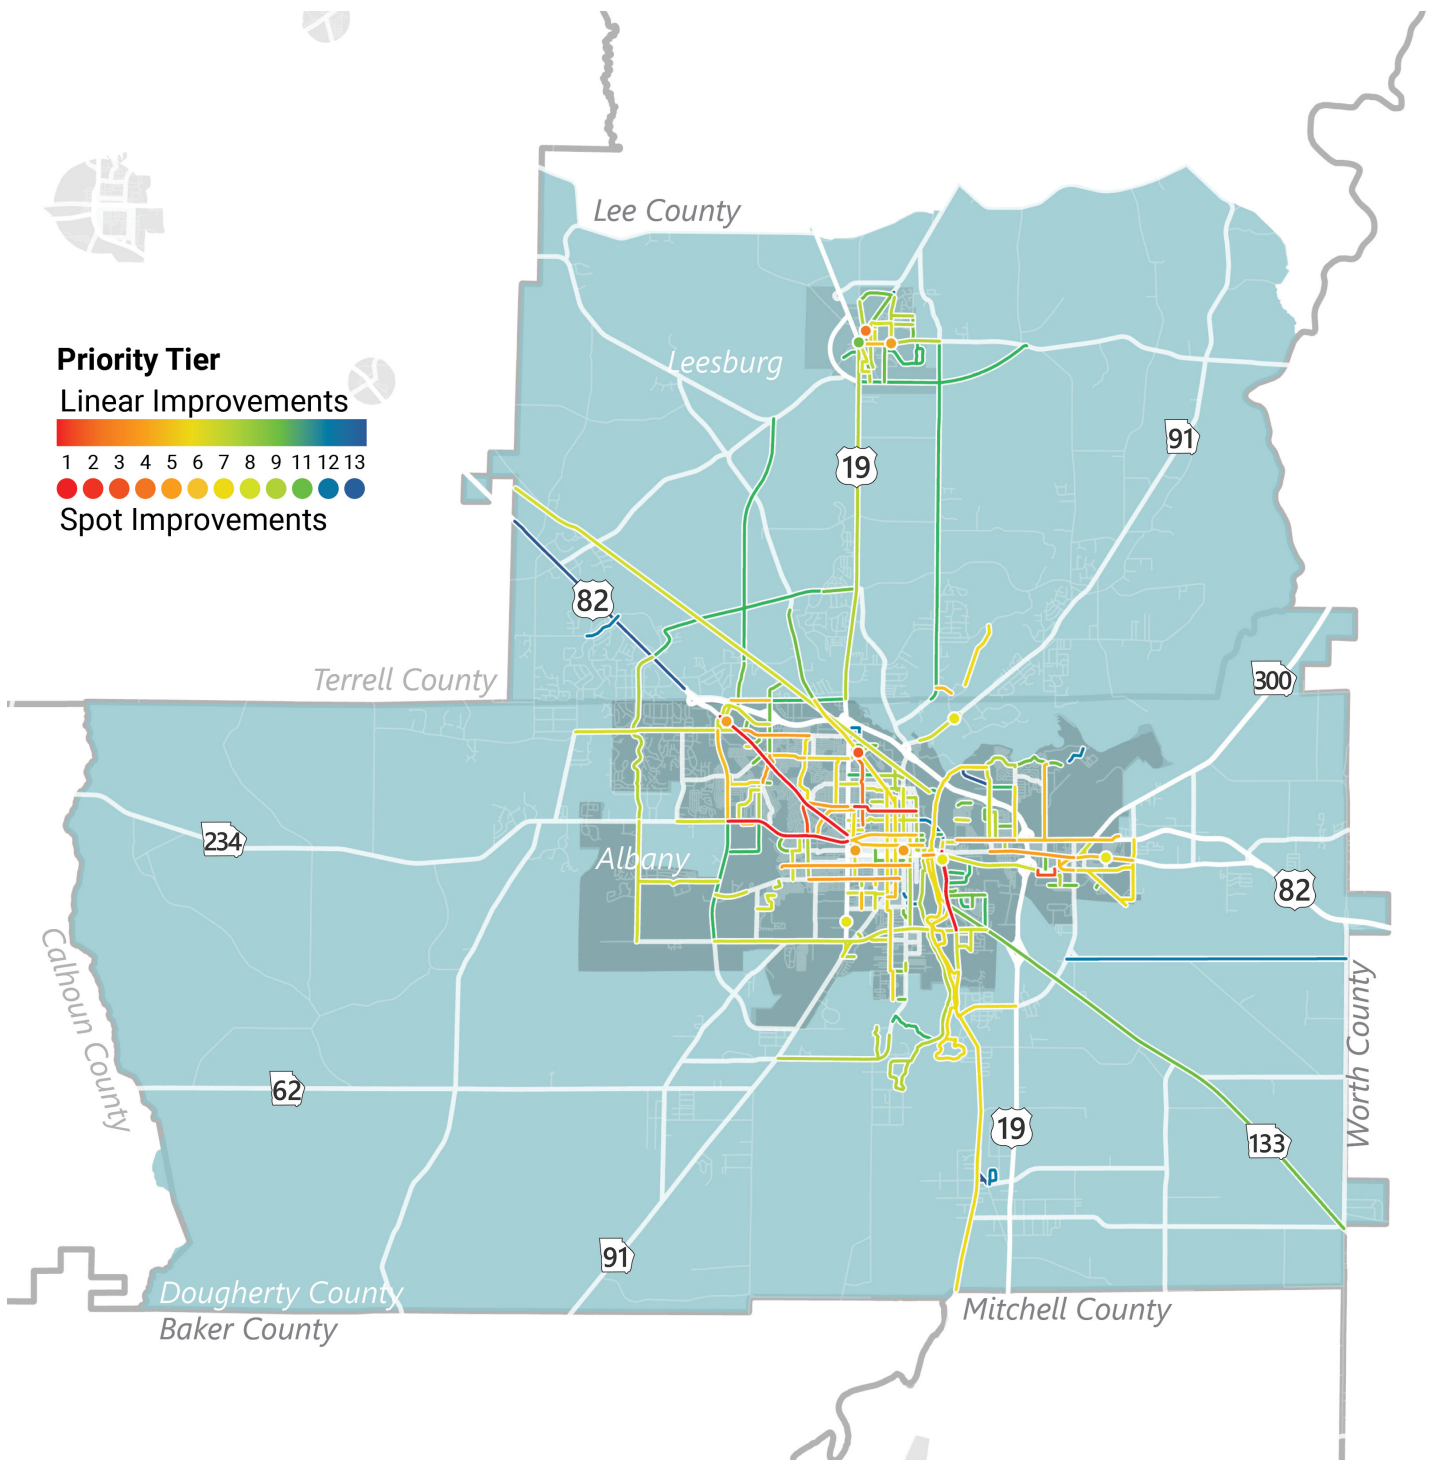 Lee County
Leesburg
Priority Tier
Linear Improvements
1 2 3 4 5 6 7 8 9 11 12 13
Spot Improvements
91
19
82
Terrell County
300
234
Albany
82
Calhoun County
Worth County
62
19
133
91
Dougherty County
Baker County
Mitchell County